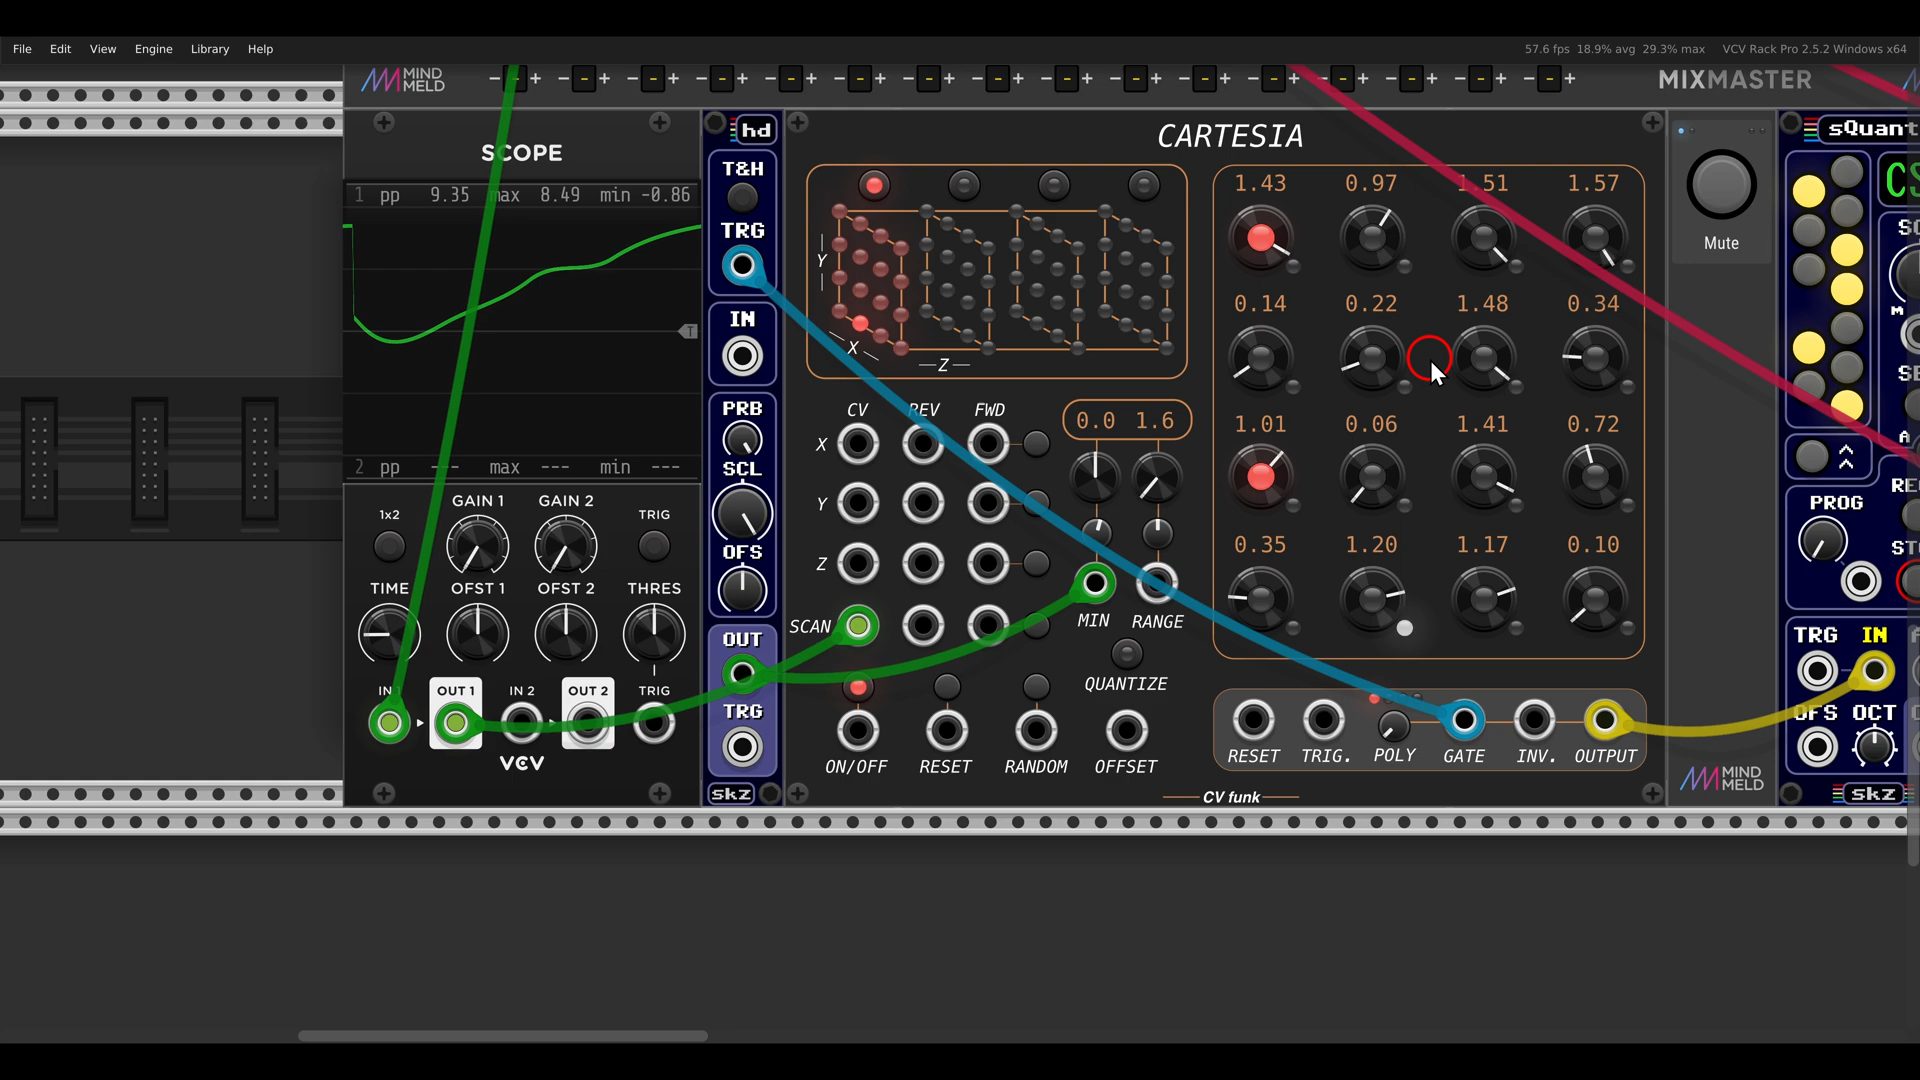 File Edit View Engine Library Help
57.6 fps 18.9% avg 29.3% max VCV Rack Pro 2.5.2 Windows x64
MIND MELD
- + - + - + - + - + - + - + - + - + - + - + - + - + - + - + - +
MIXMASTER
SCOPE
1 pp 9.35 max 8.49 min -0.86
T
2 pp --- max --- min ---
1x2 GAIN 1 GAIN 2 TRIG
TIME OFST 1 OFST 2 THRES
IN 1 OUT 1 IN 2 OUT 2 TRIG
VCV
hd
T&H
TRG
IN
PRB
SCL
OFS
OUT
TRG
skz
CARTESIA
Y
X
Z
CV REV FWD
X
Y
Z
SCAN
0.0 1.6
MIN RANGE
QUANTIZE
ON/OFF RESET RANDOM OFFSET
1.43 0.97 1.51 1.57
0.14 0.22 1.48 0.34
1.01 0.06 1.41 0.72
0.35 1.20 1.17 0.10
RESET TRIG. POLY GATE INV. OUTPUT
CV funk
Mute
MIND MELD
sQuant
PROG
TRG IN
OFS OCT
skz